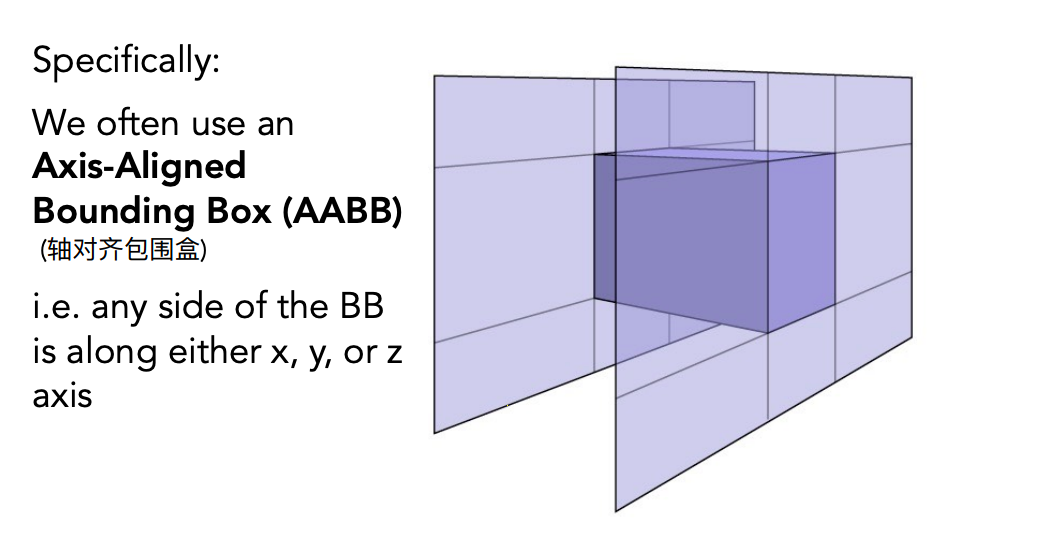 Specifically:
We often use an
Axis-Aligned
Bounding Box (AABB)
(轴对齐包围盒)
i.e. any side of the BB
is along either x, y, or z
axis